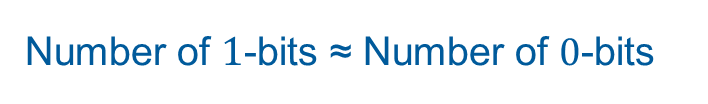 Number of 1-bits ≈ Number of 0-bits